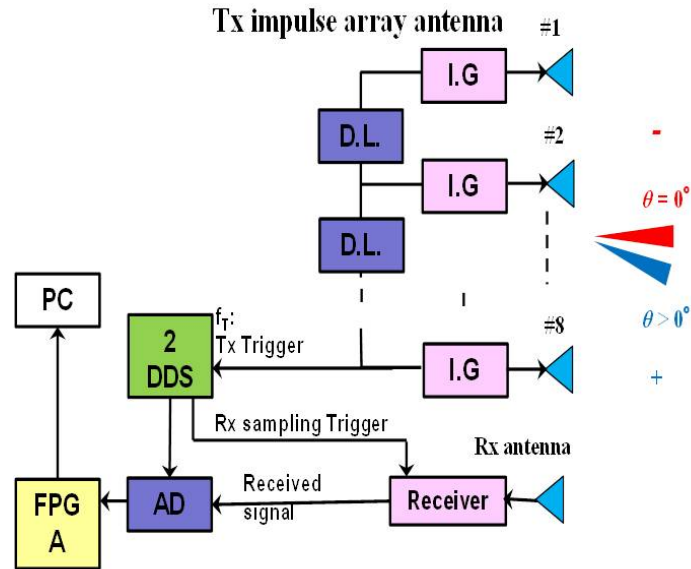 Tx impulse array antenna
#1
I.G
D.L.
#2
I.G
-
θ = 0°
D.L.
PC
θ > 0°
f_T:
Tx Trigger
2
DDS
#8
I.G
+
Rx sampling Trigger
Rx antenna
FPG
A
AD
Received
signal
Receiver